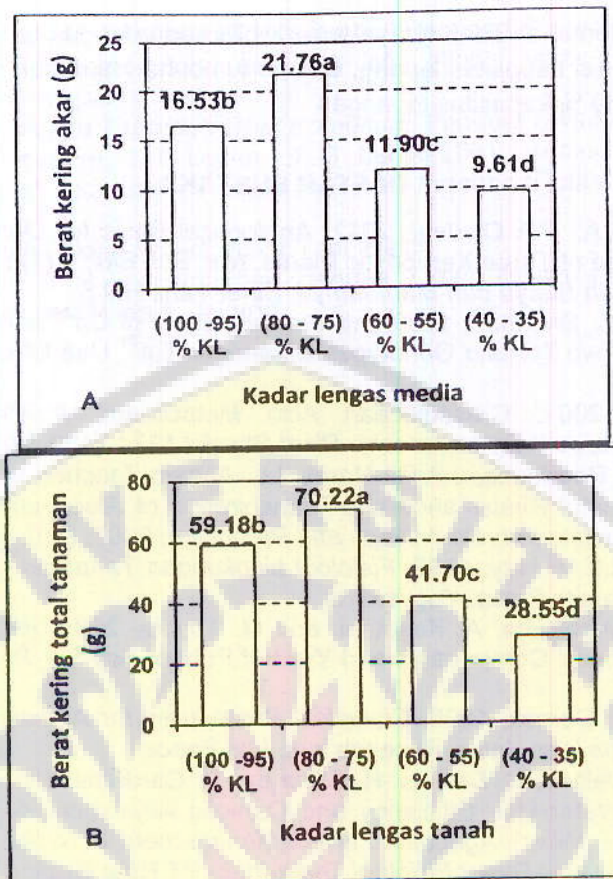 Berat kering akar (g)
25
20
15
10
5
0
16.53b
21.76a
11.90c
9.61d
(100 -95) (80 - 75) (60 - 55) (40 - 35)
% KL % KL % KL % KL
A
Kadar lengas media
Berat kering total tanaman
(g)
80
60
40
20
0
59.18b
70.22a
41.70c
28.55d
(100 -95) (80 - 75) (60 -55) (40 - 35)
% KL % KL % KL % KL
B
Kadar lengas tanah